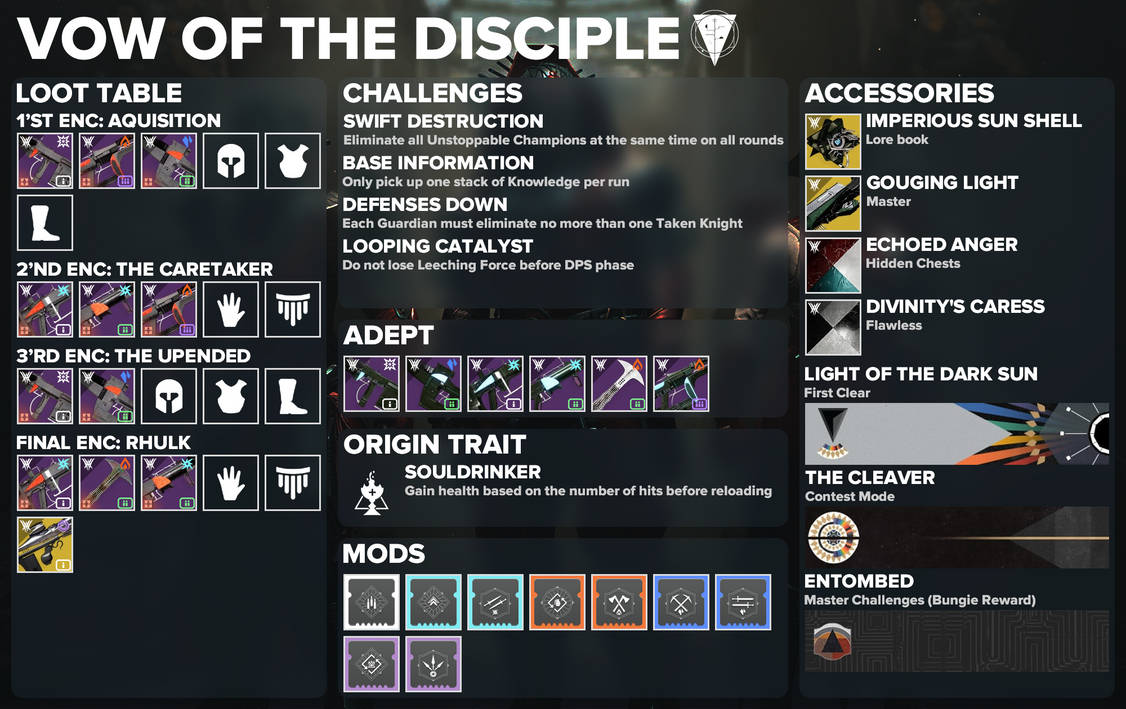 VOW OF THE DISCIPLE
LOOT TABLE
1'ST ENC: AQUISITION
2'ND ENC: THE CARETAKER
3'RD ENC: THE UPENDED
FINAL ENC: RHULK
CHALLENGES
SWIFT DESTRUCTION
Eliminate all Unstoppable Champions at the same time on all rounds
BASE INFORMATION
Only pick up one stack of Knowledge per run
DEFENSES DOWN
Each Guardian must eliminate no more than one Taken Knight
LOOPING CATALYST
Do not lose Leeching Force before DPS phase
ADEPT
ORIGIN TRAIT
SOULDRINKER
Gain health based on the number of hits before reloading
MODS
ACCESSORIES
IMPERIOUS SUN SHELL
Lore book
GOUGING LIGHT
Master
ECHOED ANGER
Hidden Chests
DIVINITY'S CARESS
Flawless
LIGHT OF THE DARK SUN
First Clear
THE CLEAVER
Contest Mode
ENTOMBED
Master Challenges (Bungie Reward)